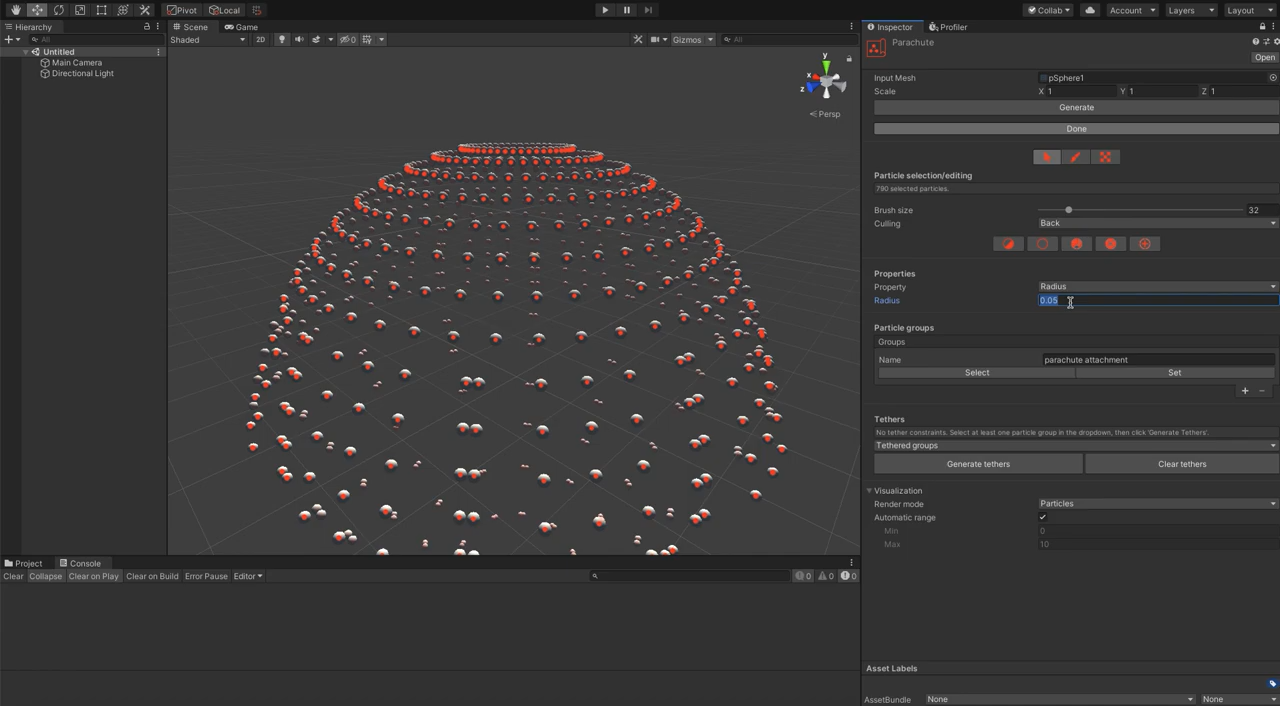 Pivot Local Collab Account Layers Layout
Hierarchy Scene Game Inspector Profiler
All
Shaded 2D 0 Gizmos All
Untitled
Main Camera
Directional Light
y
x
z
< Persp
Parachute
Open
Input Mesh pSphere1
Scale X 1 Y 1 Z 1
Generate
Done
Particle selection/editing
790 selected particles.
Brush size 32
Culling Back
Properties
Property Radius
Radius 0.05
Particle groups
Groups
Name parachute attachment
Select Set
+ −
Tethers
No tether constraints. Select at least one particle group in the dropdown, then click 'Generate Tethers'.
Tethered groups
Generate tethers Clear tethers
Visualization
Render mode Particles
Automatic range
Min 0
Max 10
Project Console
Clear Collapse Clear on Play Clear on Build Error Pause Editor 0 0 0
Asset Labels
AssetBundle None None